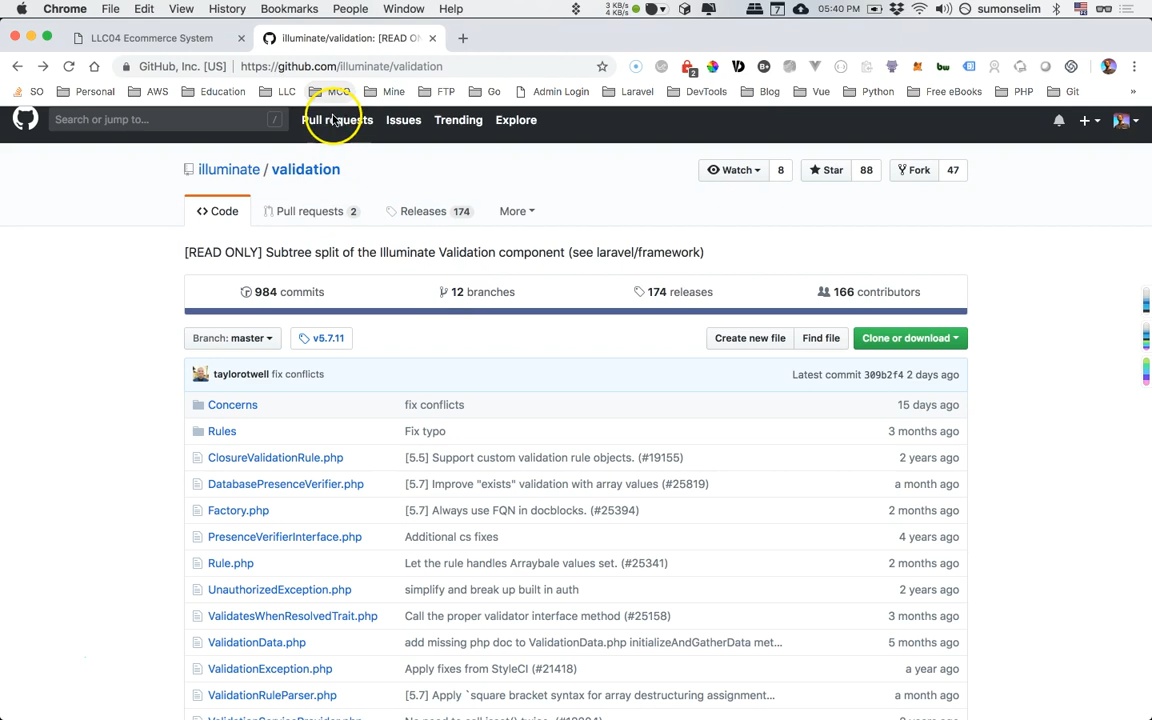 Chrome File Edit View History Bookmarks People Window Help 3 KB/s 4 KB/s 7 05:40 PM sumonselim
LLC04 Ecommerce System illuminate/validation: [READ O
GitHub, Inc. [US] https://github.com/illuminate/validation 2
SO Personal AWS Education LLC MCQ Mine FTP Go Admin Login Laravel DevTools Blog Vue Python Free eBooks PHP Git »
Search or jump to... / Pull requests Issues Trending Explore
illuminate / validation Watch 8 Star 88 Fork 47
Code Pull requests 2 Releases 174 More
[READ ONLY] Subtree split of the Illuminate Validation component (see laravel/framework)
984 commits 12 branches 174 releases 166 contributors
Branch: master v5.7.11 Create new file Find file Clone or download
taylorotwell fix conflicts Latest commit 309b2f4 2 days ago
Concerns fix conflicts 15 days ago
Rules Fix typo 3 months ago
ClosureValidationRule.php [5.5] Support custom validation rule objects. (#19155) 2 years ago
DatabasePresenceVerifier.php [5.7] Improve "exists" validation with array values (#25819) a month ago
Factory.php [5.7] Always use FQN in docblocks. (#25394) 2 months ago
PresenceVerifierInterface.php Additional cs fixes 4 years ago
Rule.php Let the rule handles Arraybale values set. (#25341) 2 months ago
UnauthorizedException.php simplify and break up built in auth 2 years ago
ValidatesWhenResolvedTrait.php Call the proper validator interface method (#25158) 3 months ago
ValidationData.php add missing php doc to ValidationData.php initializeAndGatherData met... 5 months ago
ValidationException.php Apply fixes from StyleCI (#21418) a year ago
ValidationRuleParser.php [5.7] Apply `square bracket syntax for array destructuring assignment... a month ago